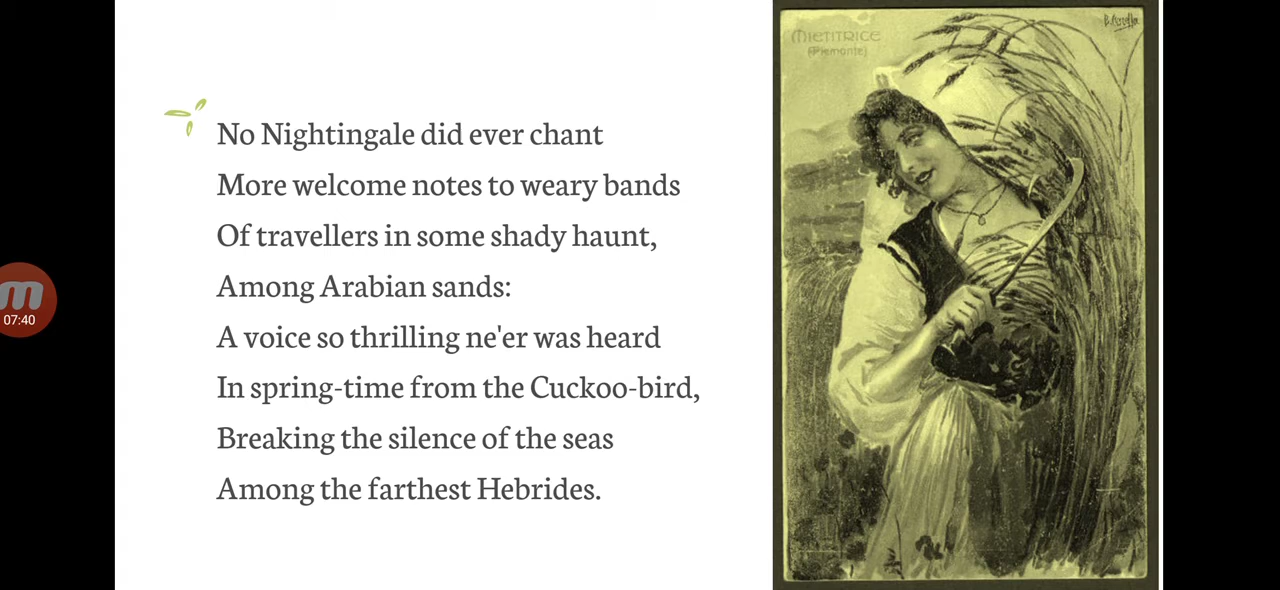 No Nightingale did ever chant
More welcome notes to weary bands
Of travellers in some shady haunt,
Among Arabian sands:
A voice so thrilling ne'er was heard
In spring-time from the Cuckoo-bird,
Breaking the silence of the seas
Among the farthest Hebrides.
MIETITRICE
(Piemonte)
07:40